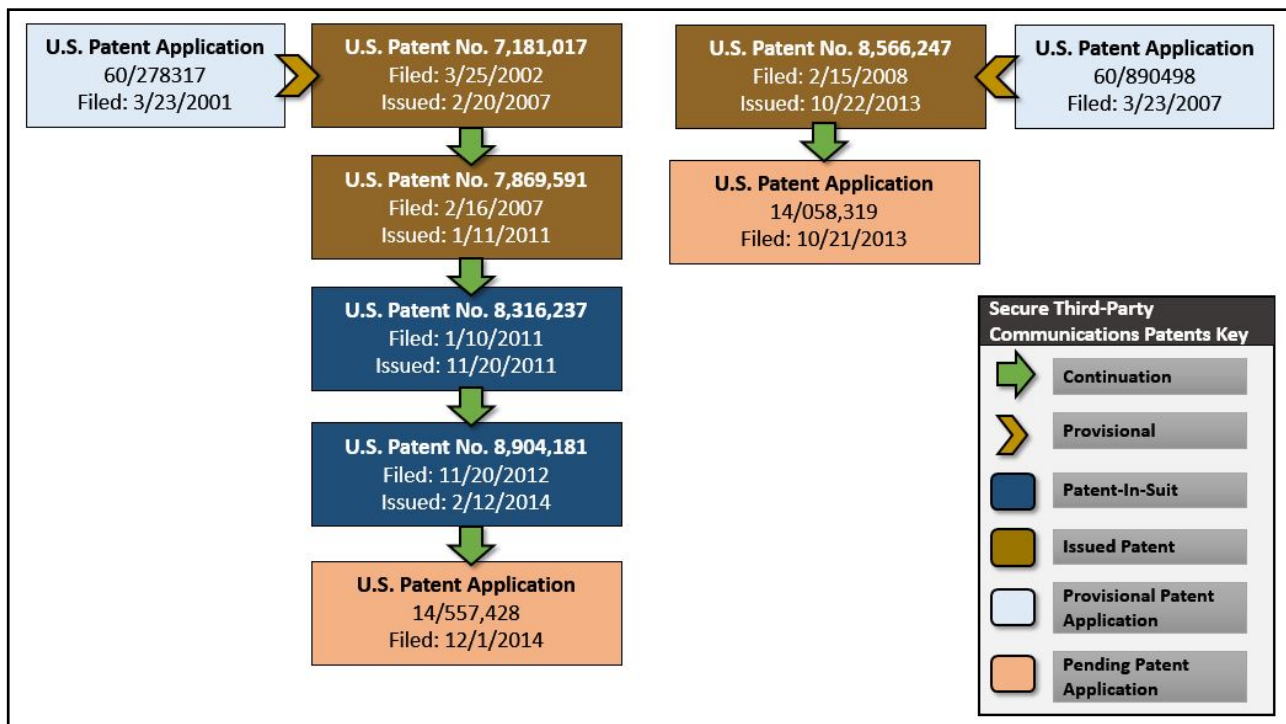 U.S. Patent Application
60/278317
Filed: 3/23/2001
U.S. Patent No. 7,181,017
Filed: 3/25/2002
Issued: 2/20/2007
U.S. Patent No. 8,566,247
Filed: 2/15/2008
Issued: 10/22/2013
U.S. Patent Application
60/890498
Filed: 3/23/2007
U.S. Patent No. 7,869,591
Filed: 2/16/2007
Issued: 1/11/2011
U.S. Patent Application
14/058,319
Filed: 10/21/2013
U.S. Patent No. 8,316,237
Filed: 1/10/2011
Issued: 11/20/2011
U.S. Patent No. 8,904,181
Filed: 11/20/2012
Issued: 2/12/2014
U.S. Patent Application
14/557,428
Filed: 12/1/2014
Secure Third-Party
Communications Patents Key
Continuation
Provisional
Patent-In-Suit
Issued Patent
Provisional Patent
Application
Pending Patent
Application